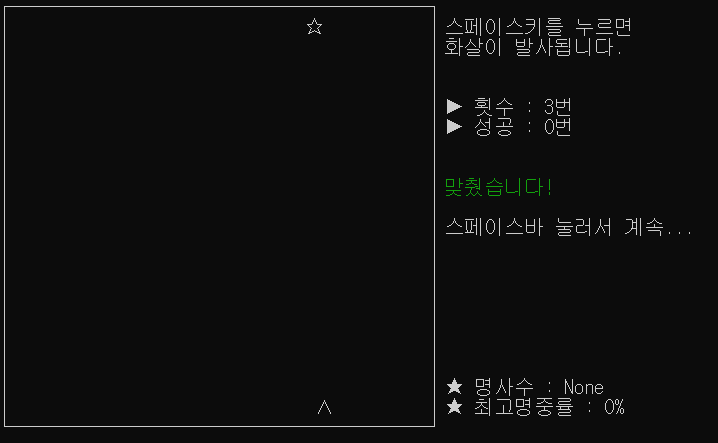 ☆
스페이스키를 누르면
화살이 발사됩니다.
▶ 횟수 : 3번
▶ 성공 : 0번
맞췄습니다!
스페이스바 눌러서 계속...
★ 명사수 : None
★ 최고명중률 : 0%
^